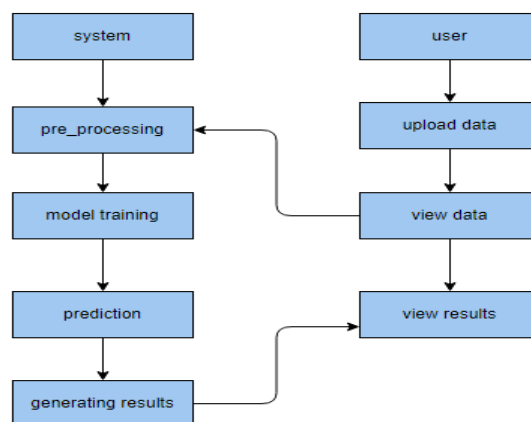 system
user
pre_processing
upload data
model training
view data
prediction
view results
generating results